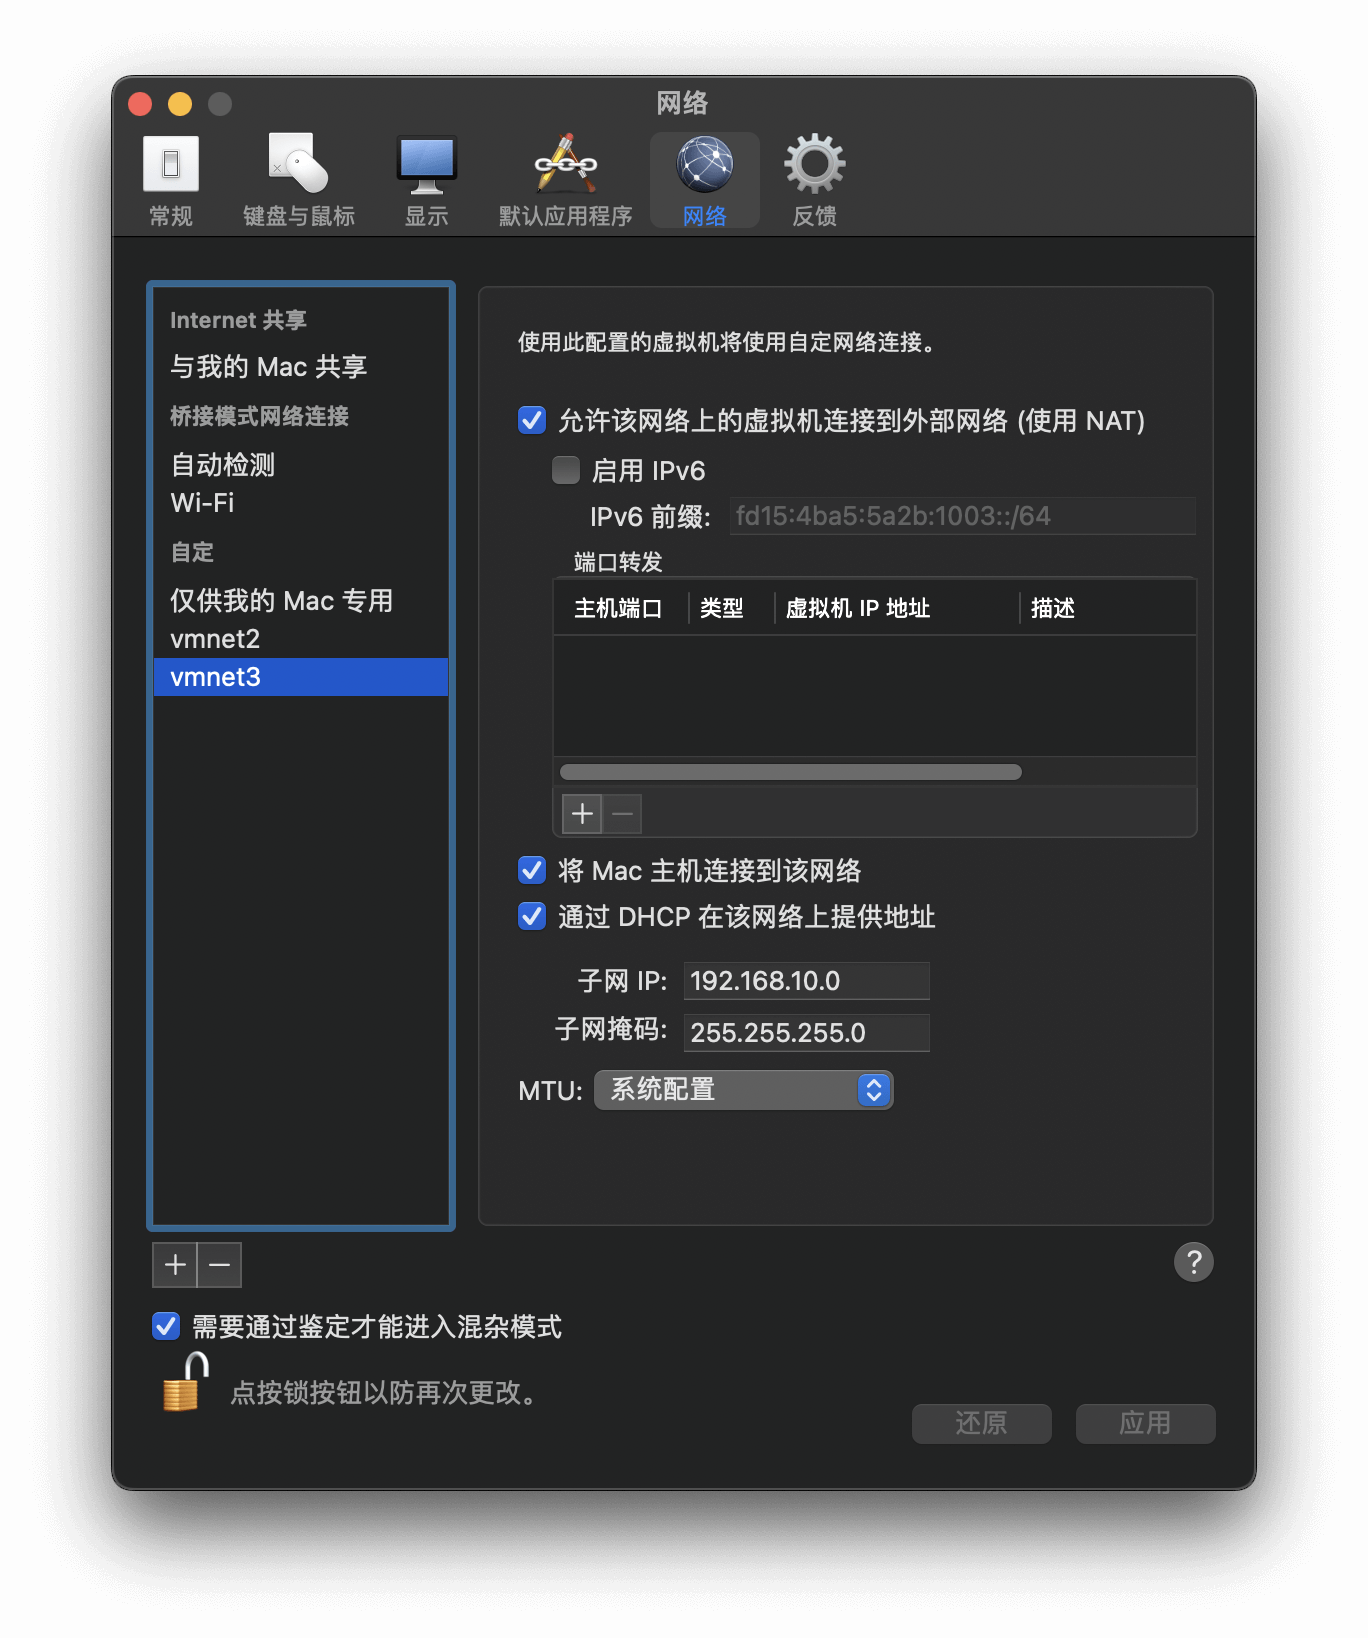 网络
常规
键盘与鼠标
显示
默认应用程序
网络
反馈
Internet 共享
与我的 Mac 共享
桥接模式网络连接
自动检测
Wi-Fi
自定
仅供我的 Mac 专用
vmnet2
vmnet3
使用此配置的虚拟机将使用自定网络连接。
允许该网络上的虚拟机连接到外部网络 (使用 NAT)
启用 IPv6
IPv6 前缀: fd15:4ba5:5a2b:1003::/64
端口转发
主机端口 类型 虚拟机 IP 地址 描述
将 Mac 主机连接到该网络
通过 DHCP 在该网络上提供地址
子网 IP: 192.168.10.0
子网掩码: 255.255.255.0
MTU: 系统配置
?
需要通过鉴定才能进入混杂模式
点按锁按钮以防再次更改。
还原
应用